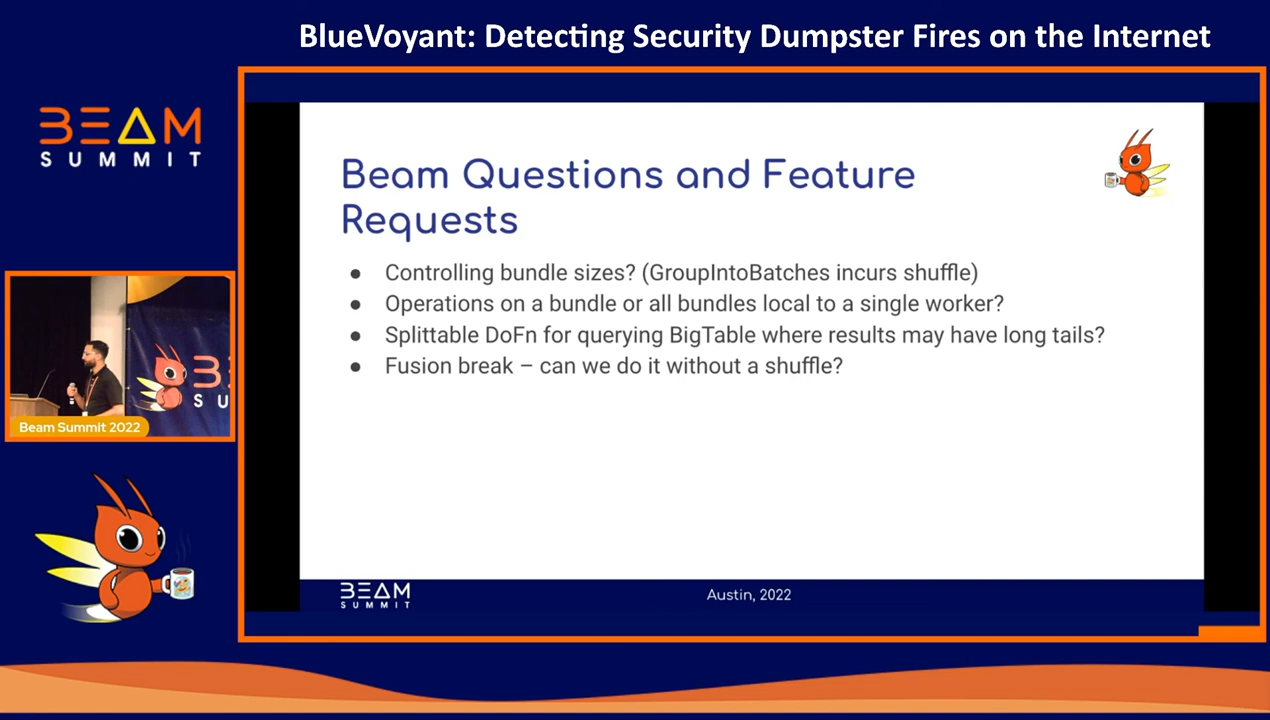 BlueVoyant: Detecting Security Dumpster Fires on the Internet
BEAM
SUMMIT
Beam Questions and Feature
Requests
● Controlling bundle sizes? (GroupIntoBatches incurs shuffle)
● Operations on a bundle or all bundles local to a single worker?
● Splittable DoFn for querying BigTable where results may have long tails?
● Fusion break – can we do it without a shuffle?
B
S U
Beam Summit 2022
BEAM
SUMMIT
Austin, 2022